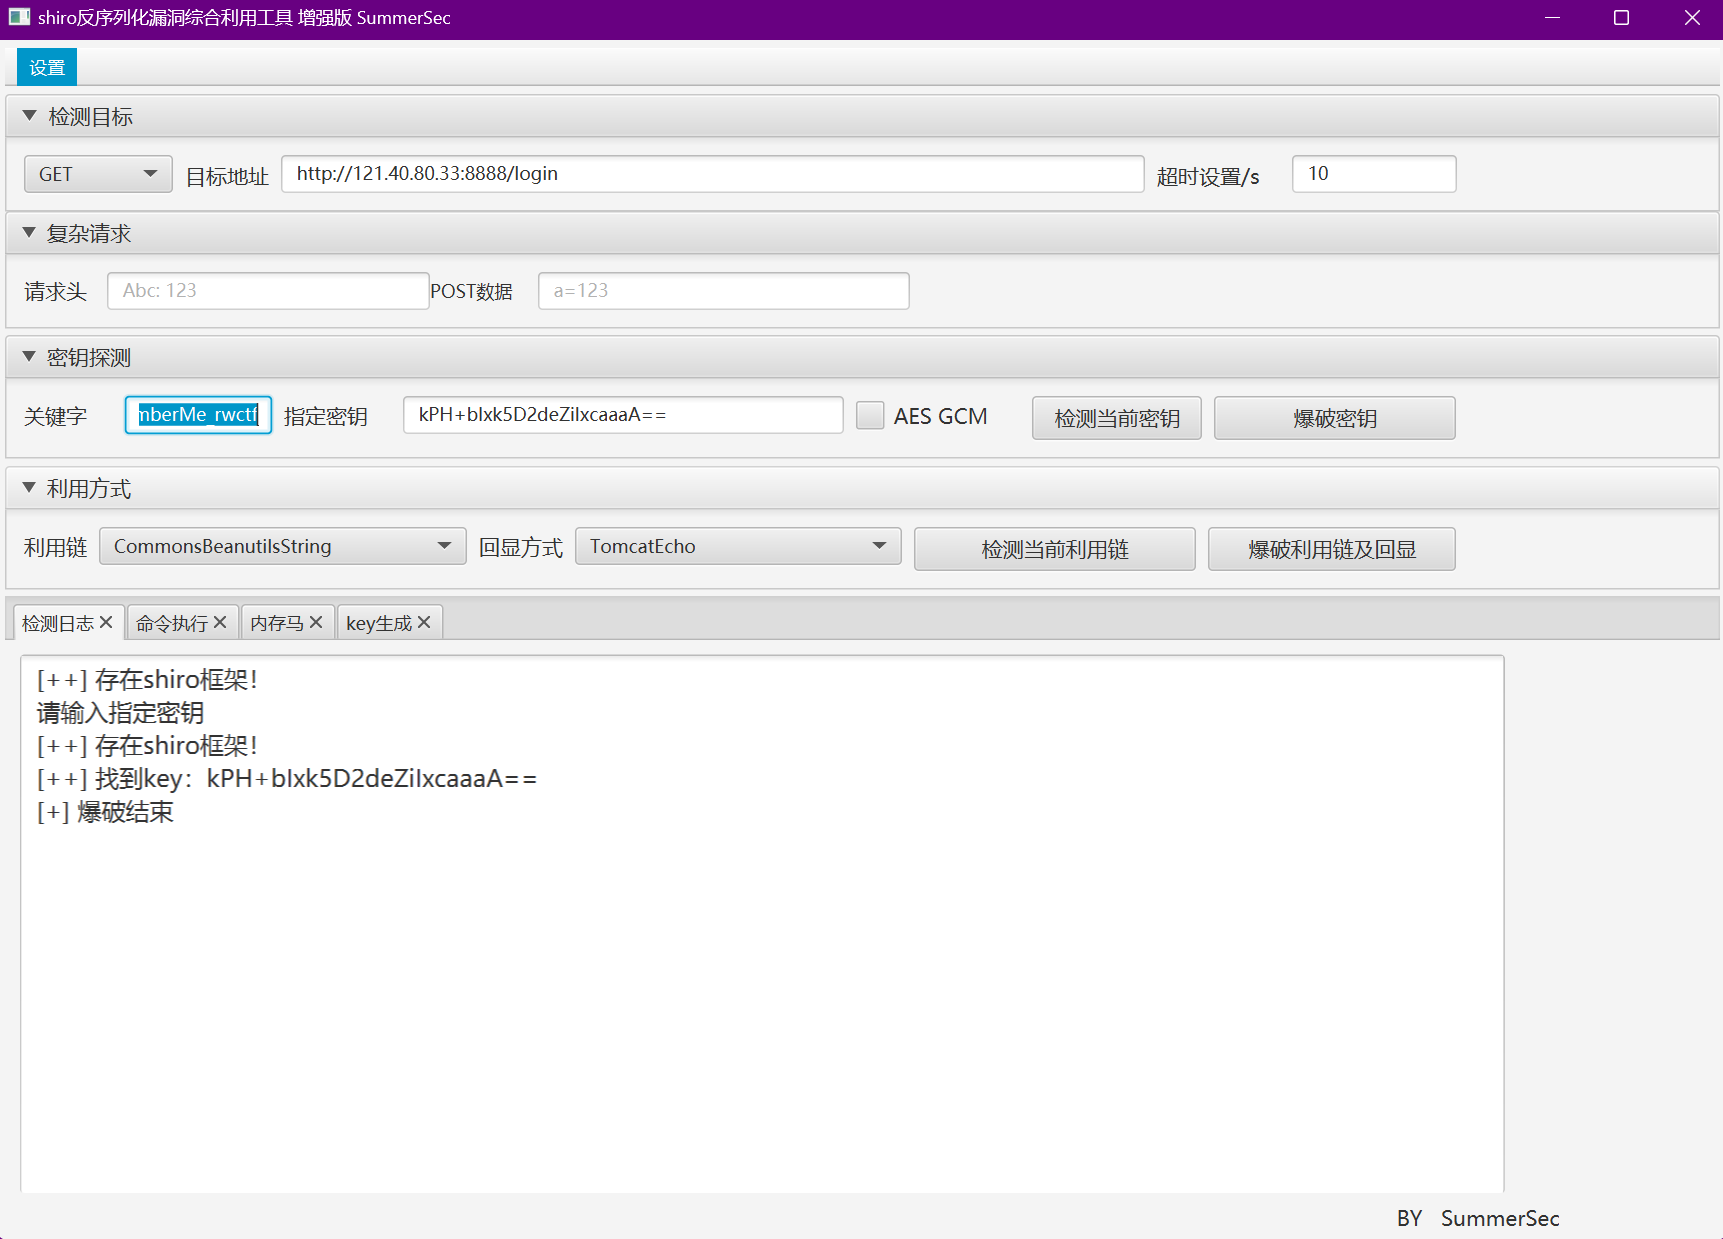 shiro反序列化漏洞综合利用工具 增强版 SummerSec
设置
检测目标
GET 目标地址 http://121.40.80.33:8888/login 超时设置/s 10
复杂请求
请求头 Abc: 123 POST数据 a=123
密钥探测
关键字 mberMe_rwctf 指定密钥 kPH+bIxk5D2deZiIxcaaaA== AES GCM 检测当前密钥 爆破密钥
利用方式
利用链 CommonsBeanutilsString 回显方式 TomcatEcho 检测当前利用链 爆破利用链及回显
检测日志 命令执行 内存马 key生成
[++] 存在shiro框架！
请输入指定密钥
[++] 存在shiro框架！
[++] 找到key：kPH+bIxk5D2deZiIxcaaaA==
[+] 爆破结束
BY SummerSec